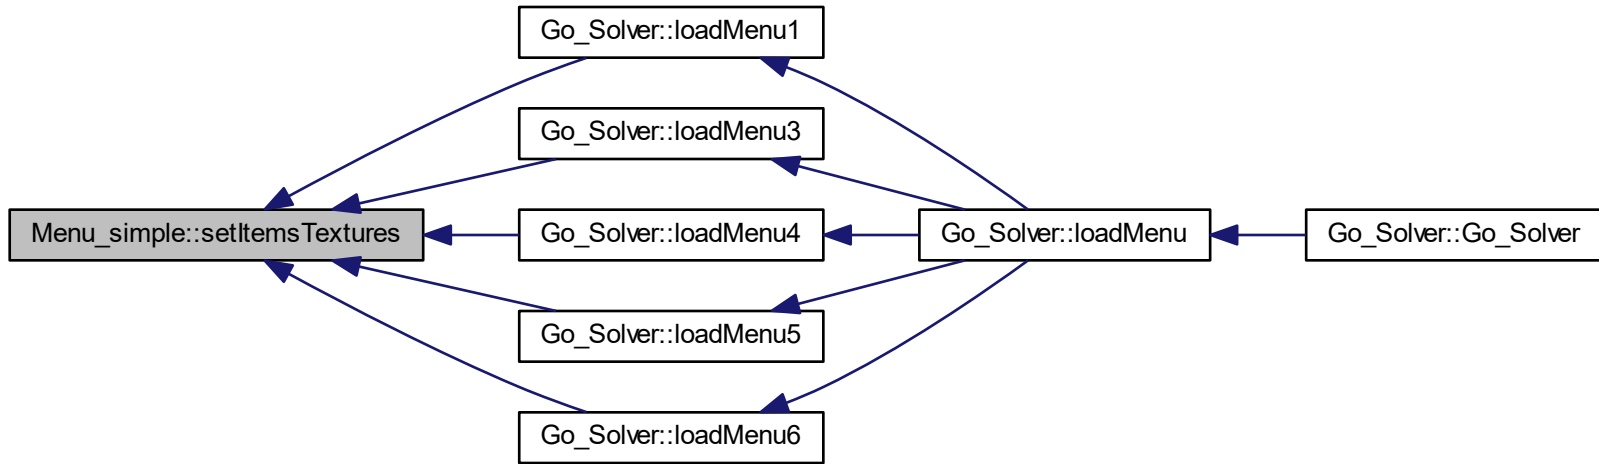 Go_Solver::loadMenu1
Go_Solver::loadMenu3
Menu_simple::setItemsTextures
Go_Solver::loadMenu4
Go_Solver::loadMenu
Go_Solver::Go_Solver
Go_Solver::loadMenu5
Go_Solver::loadMenu6